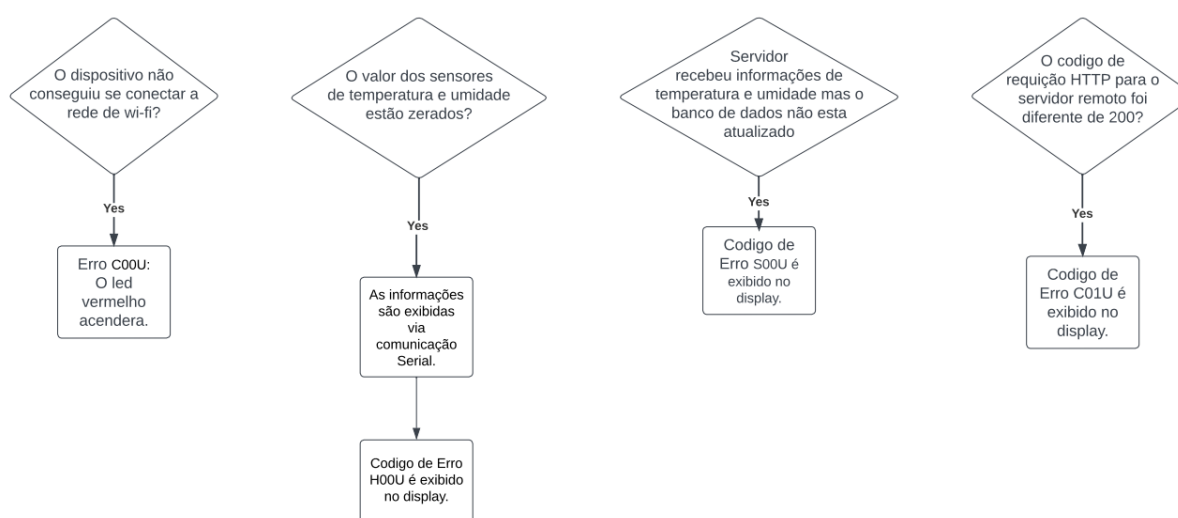 O dispositivo não
conseguiu se conectar a
rede de wi-fi?
Yes
Erro C00U:
O led
vermelho
acendera.
O valor dos sensores
de temperatura e umidade
estão zerados?
Yes
As informações
são exibidas
via
comunicação
Serial.
Codigo de Erro
H00U é exibido
no display.
Servidor
recebeu informações de
temperatura e umidade mas o
banco de dados não esta
atualizado
Yes
Codigo de
Erro S00U é
exibido no
display.
O codigo de
requição HTTP para o
servidor remoto foi
diferente de 200?
Yes
Codigo de
Erro C01U é
exibido no
display.